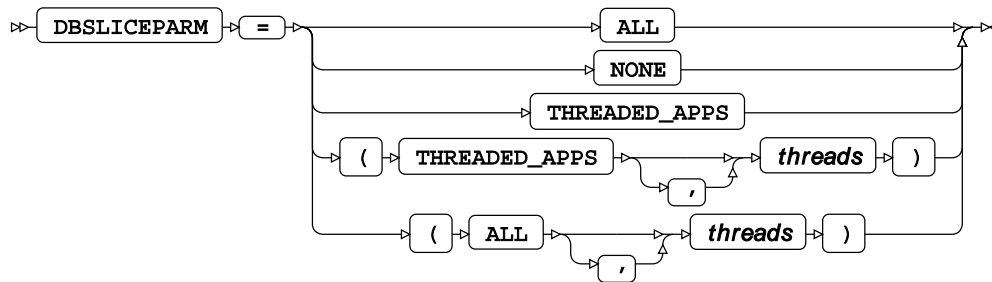 DBSLICEPARM = ALL
NONE
THREADED_APPS
( THREADED_APPS , threads )
( ALL , threads )